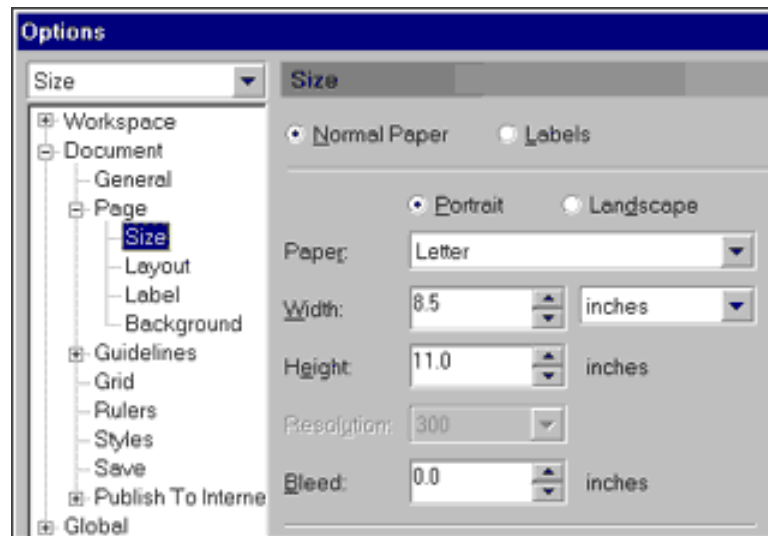 Options
Size
Workspace
Document
General
Page
Size
Layout
Label
Background
Guidelines
Grid
Rulers
Styles
Save
Publish To Interne
Global
Size
Normal Paper Labels
Portrait Landscape
Paper: Letter
Width: 8.5 inches
Height: 11.0 inches
Resolution: 300
Bleed: 0.0 inches